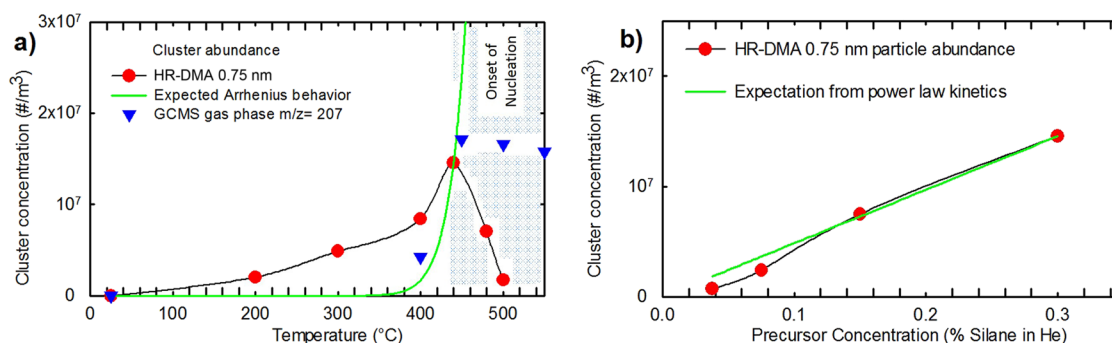 a)
Cluster concentration (#/m³)
3x10⁷
2x10⁷
10⁷
0
Cluster abundance
HR-DMA 0.75 nm
Expected Arrhenius behavior
GCMS gas phase m/z= 207
Onset of
Nucleation
0 100 200 300 400 500
Temperature (°C)
b)
Cluster concentration (#/m³)
2x10⁷
10⁷
0
HR-DMA 0.75 nm particle abundance
Expectation from power law kinetics
0.0 0.1 0.2 0.3
Precursor Concentration (% Silane in He)